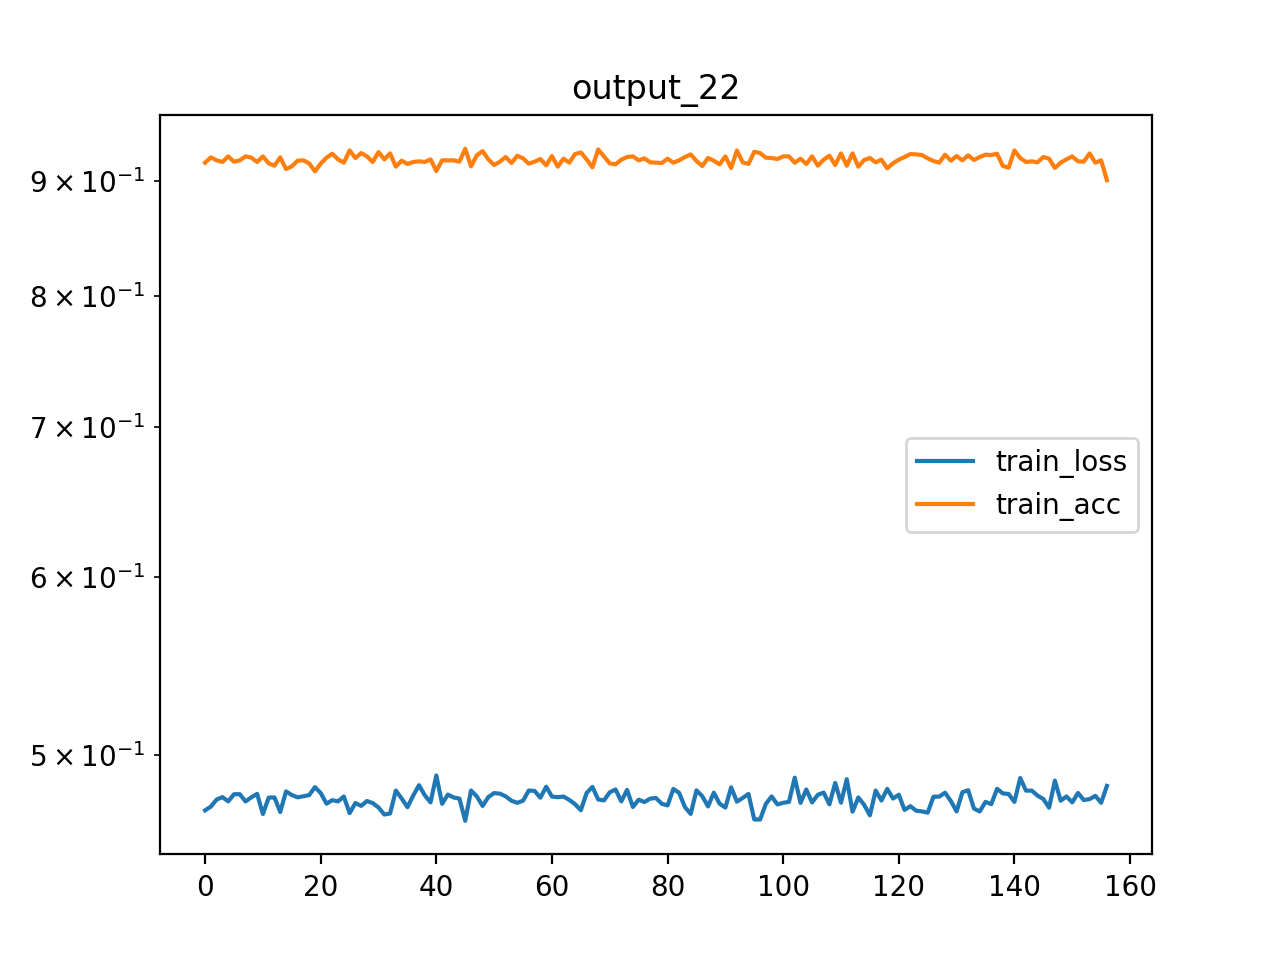 output_22
9 × 10⁻¹
8 × 10⁻¹
7 × 10⁻¹
6 × 10⁻¹
5 × 10⁻¹
train_loss
train_acc
0 20 40 60 80 100 120 140 160